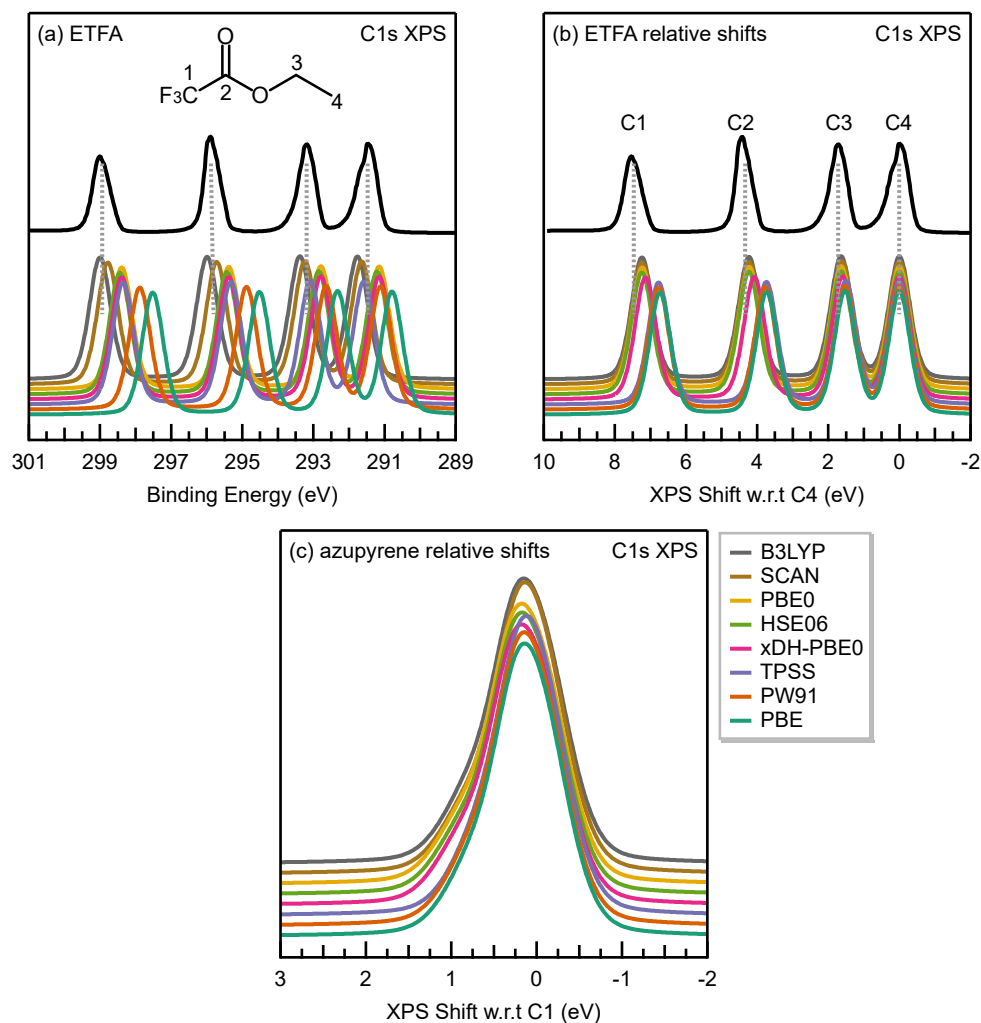 (a) ETFA
C1s XPS
O
1
3
F₃C
2
O
4
301
299
297
295
293
291
289
Binding Energy (eV)
(b) ETFA relative shifts
C1s XPS
C1
C2
C3
C4
10
8
6
4
2
0
-2
XPS Shift w.r.t C4 (eV)
(c) azupyrene relative shifts
C1s XPS
3
2
1
0
-1
-2
XPS Shift w.r.t C1 (eV)
B3LYP
SCAN
PBE0
HSE06
xDH-PBE0
TPSS
PW91
PBE